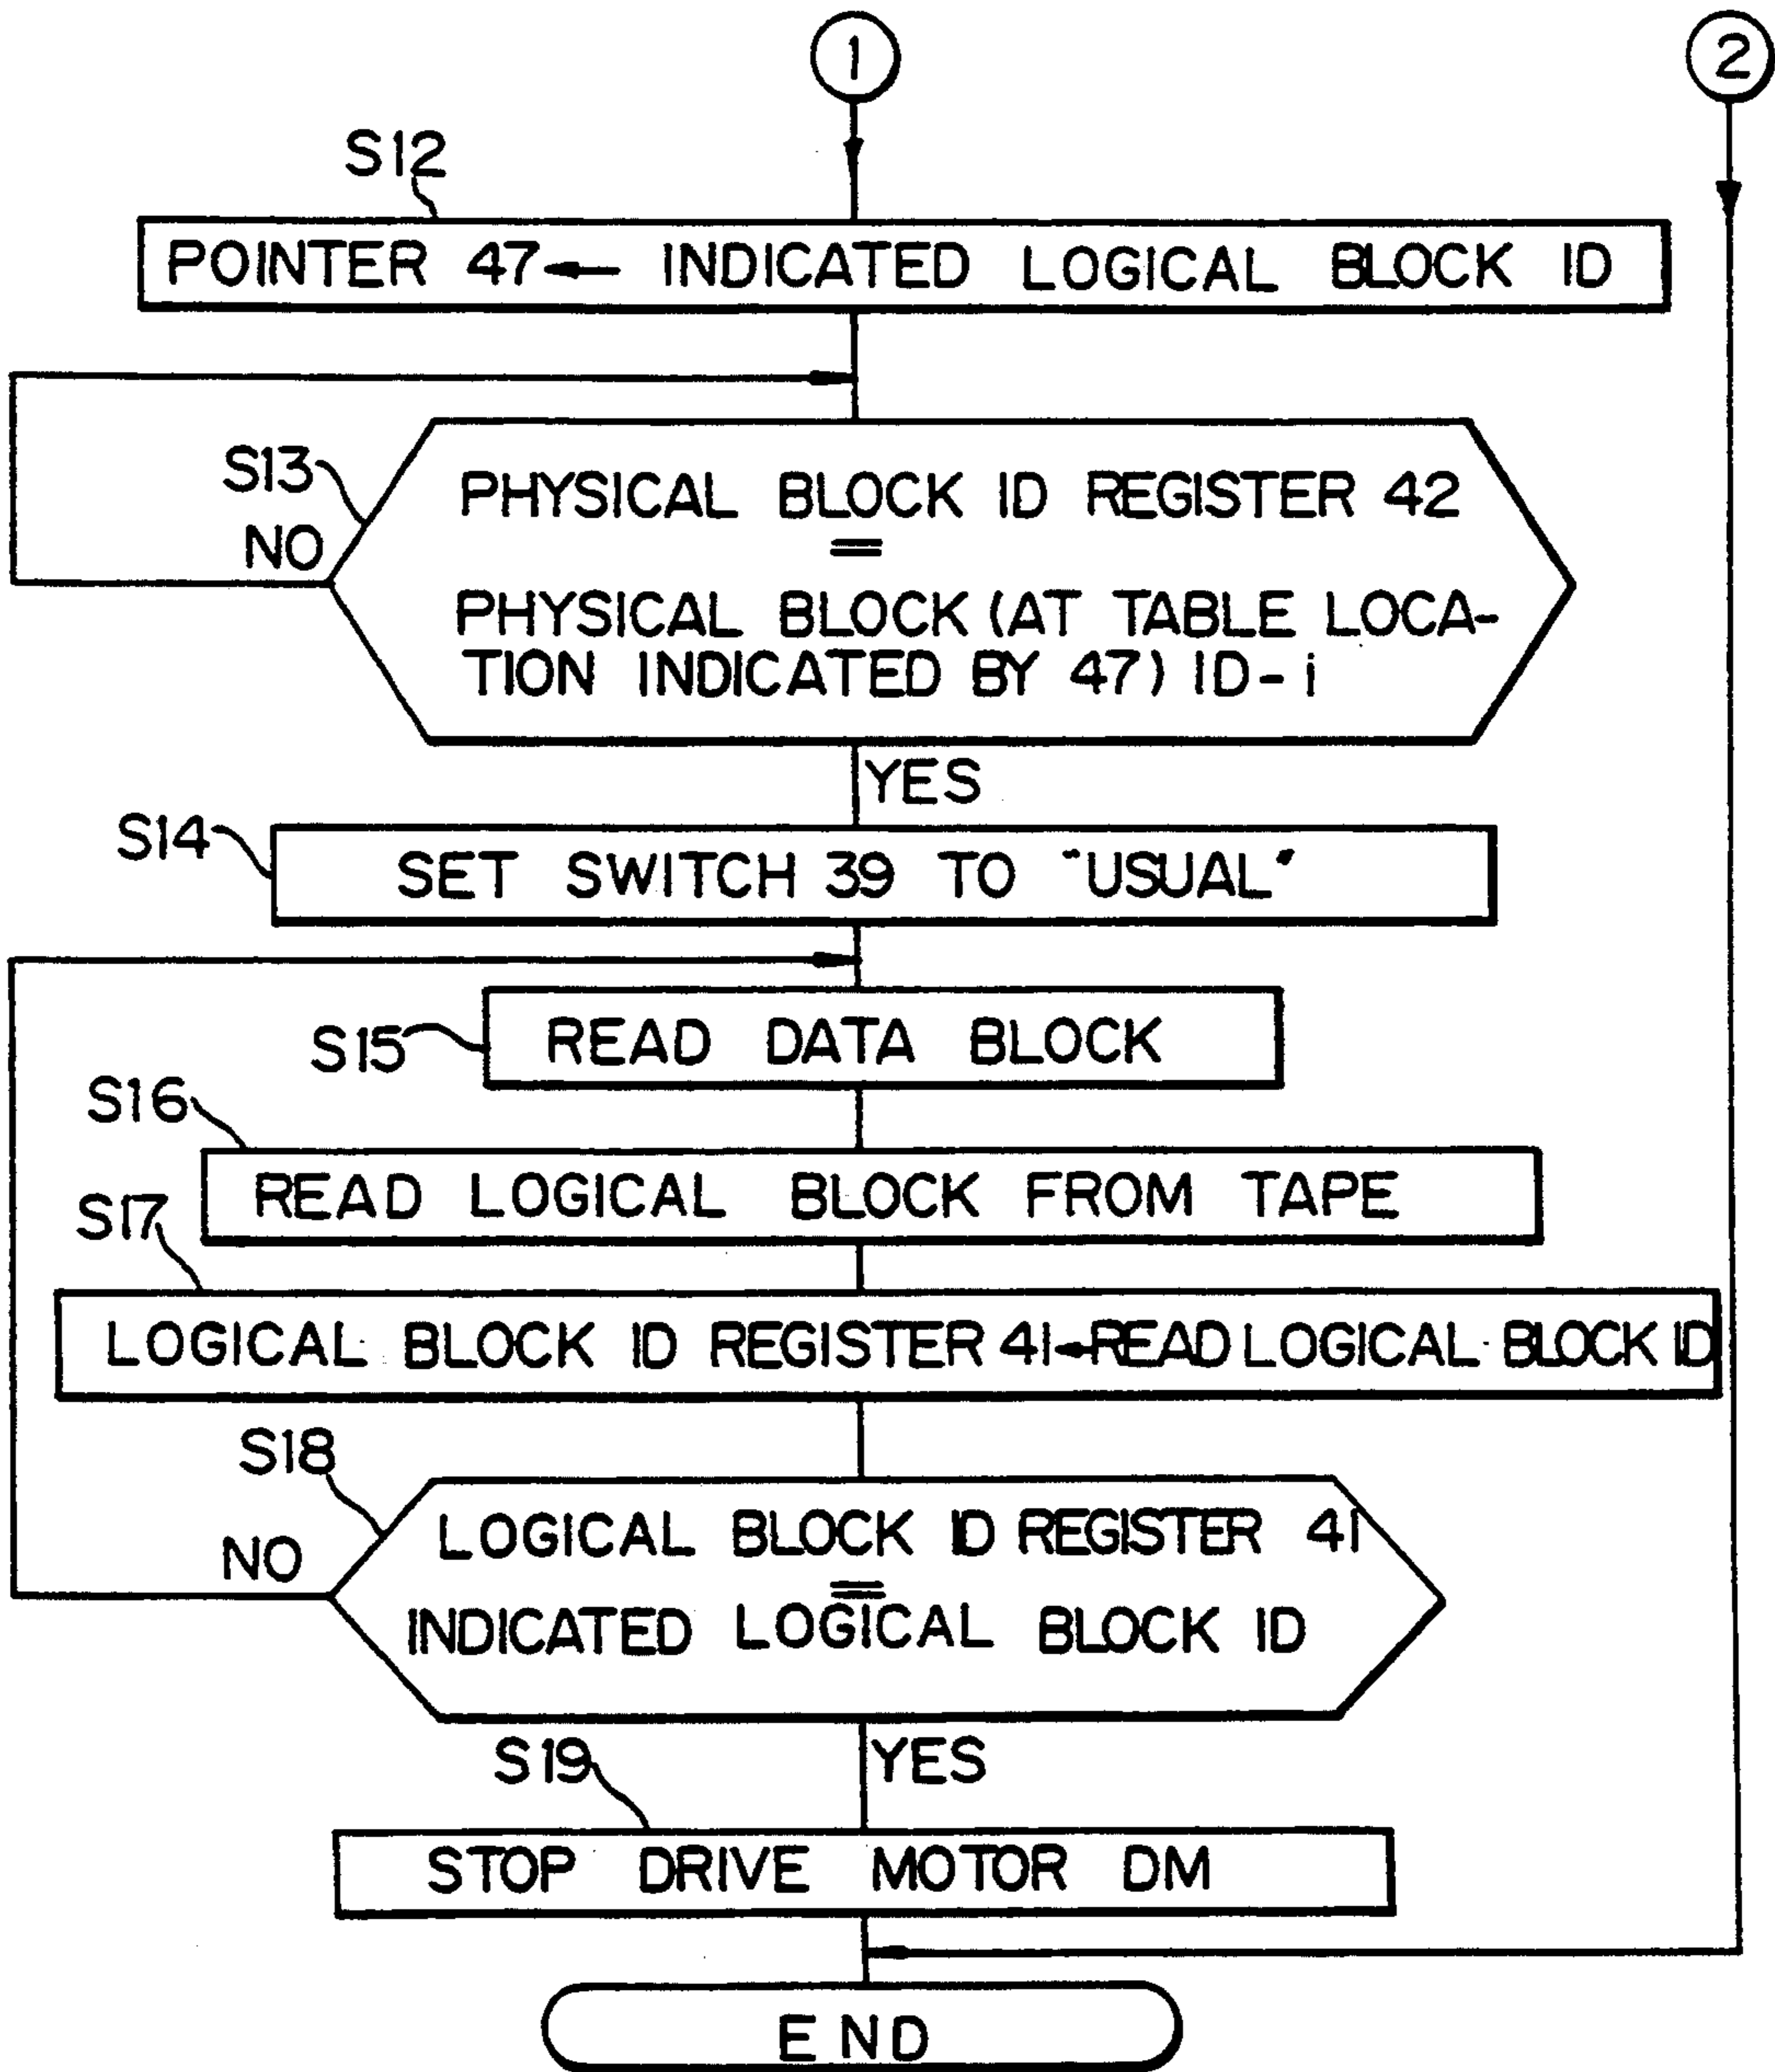 1
2
S12
POINTER 47 ← INDICATED LOGICAL BLOCK ID
S13
NO
PHYSICAL BLOCK ID REGISTER 42
=
PHYSICAL BLOCK (AT TABLE LOCA-
TION INDICATED BY 47) ID-i
YES
S14
SET SWITCH 39 TO "USUAL"
S15
READ DATA BLOCK
S16
READ LOGICAL BLOCK FROM TAPE
S17
LOGICAL BLOCK ID REGISTER 41 ← READ LOGICAL BLOCK ID
S18
NO
LOGICAL BLOCK ID REGISTER 41
=
INDICATED LOGICAL BLOCK ID
YES
S19
STOP DRIVE MOTOR DM
END